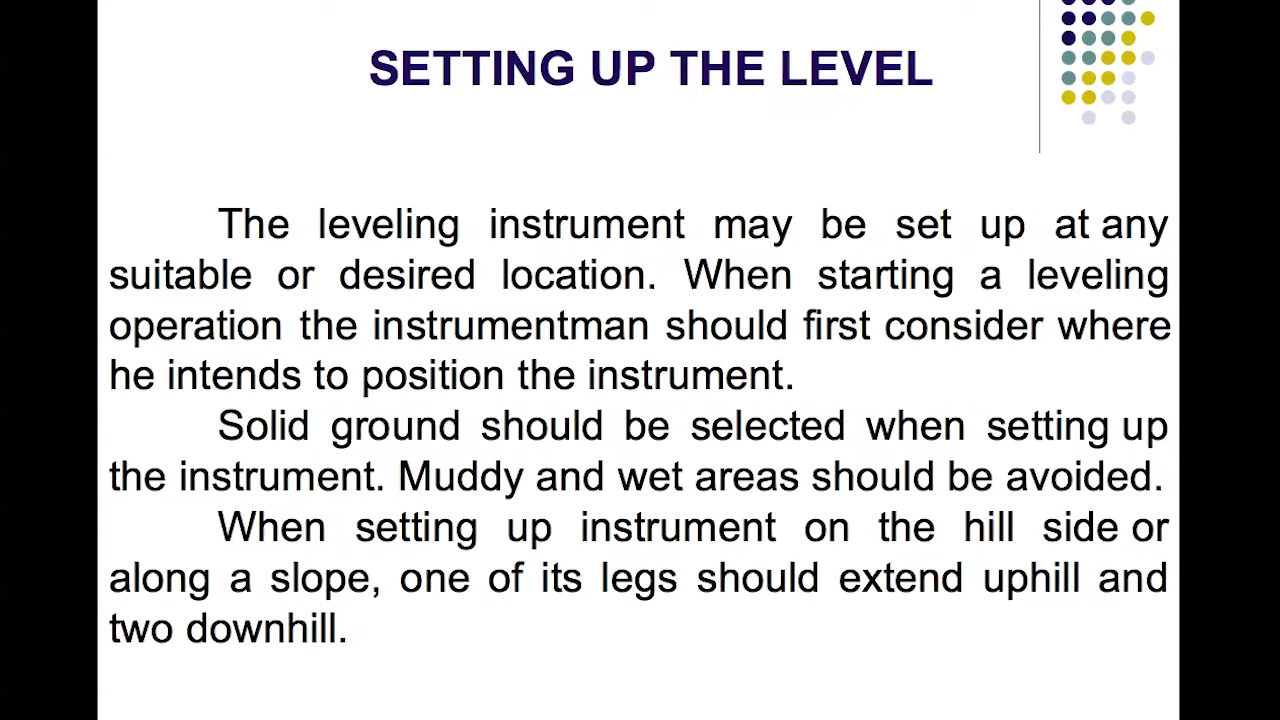 SETTING UP THE LEVEL
The leveling instrument may be set up at any
suitable or desired location. When starting a leveling
operation the instrumentman should first consider where
he intends to position the instrument.
Solid ground should be selected when setting up
the instrument. Muddy and wet areas should be avoided.
When setting up instrument on the hill side or
along a slope, one of its legs should extend uphill and
two downhill.